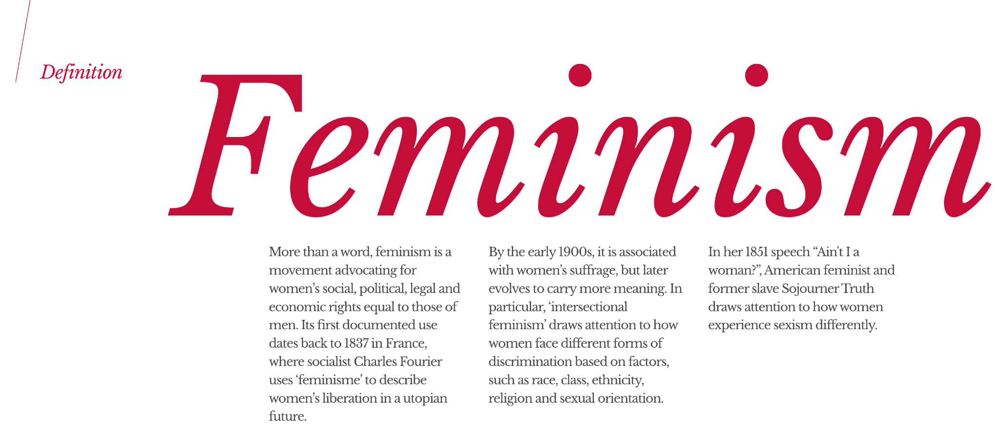 Definition
Feminism
More than a word, feminism is a
movement advocating for
women’s social, political, legal and
economic rights equal to those of
men. Its first documented use
dates back to 1837 in France,
where socialist Charles Fourier
uses ‘feminisme’ to describe
women’s liberation in a utopian
future.
By the early 1900s, it is associated
with women’s suffrage, but later
evolves to carry more meaning. In
particular, ‘intersectional
feminism’ draws attention to how
women face different forms of
discrimination based on factors,
such as race, class, ethnicity,
religion and sexual orientation.
In her 1851 speech “Ain't I a
woman?”, American feminist and
former slave Sojourner Truth
draws attention to how women
experience sexism differently.